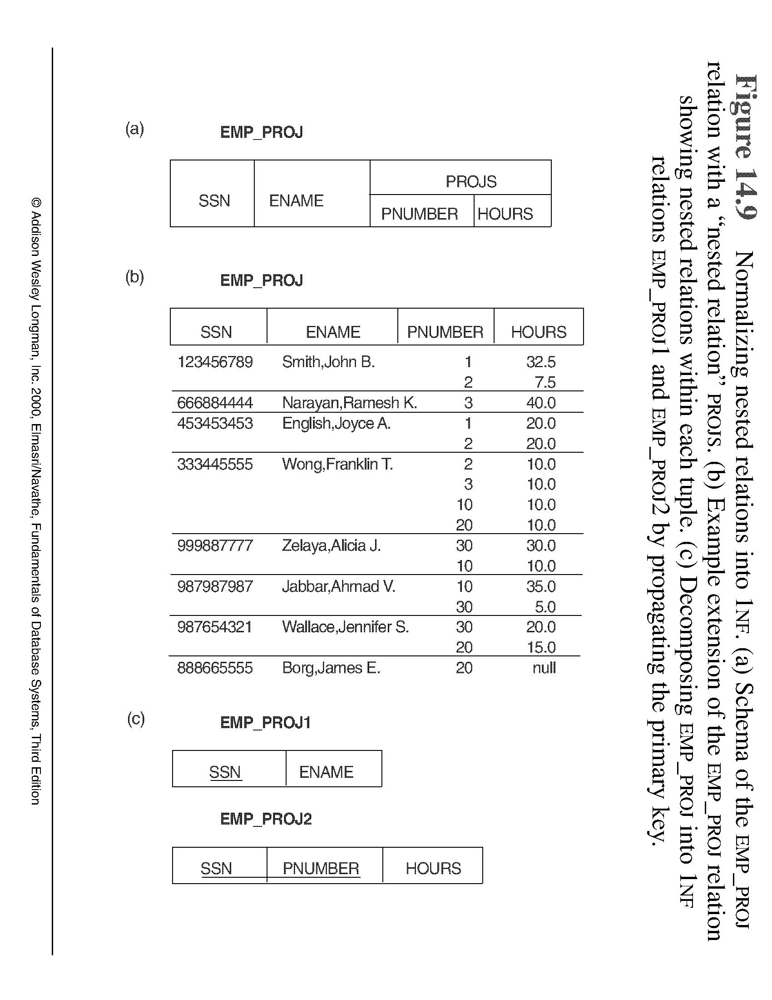 Figure 14.9 Normalizing nested relations into 1NF. (a) Schema of the EMP_PROJ
relation with a “nested relation” PROJS. (b) Example extension of the EMP_PROJ relation
showing nested relations within each tuple. (c) Decomposing EMP_PROJ into 1NF
relations EMP_PROJ1 and EMP_PROJ2 by propagating the primary key.
(a) EMP_PROJ
PROJS
SSN ENAME
PNUMBER HOURS
(b) EMP_PROJ
SSN ENAME PNUMBER HOURS
123456789 Smith,John B. 1 32.5
2 7.5
666884444 Narayan,Ramesh K. 3 40.0
453453453 English,Joyce A. 1 20.0
2 20.0
333445555 Wong,Franklin T. 2 10.0
3 10.0
10 10.0
20 10.0
999887777 Zelaya,Alicia J. 30 30.0
10 10.0
987987987 Jabbar,Ahmad V. 10 35.0
30 5.0
987654321 Wallace,Jennifer S. 30 20.0
20 15.0
888665555 Borg,James E. 20 null
(c) EMP_PROJ1
SSN ENAME
EMP_PROJ2
SSN PNUMBER HOURS
© Addison Wesley Longman, Inc. 2000, Elmasri/Navathe, Fundamentals of Database Systems, Third Edition